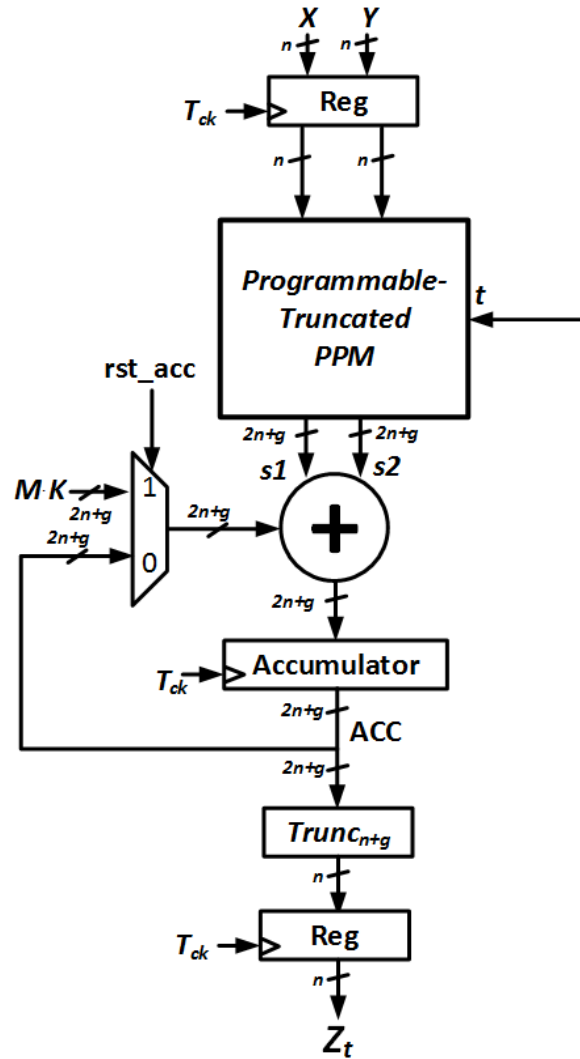 X Y
n n
T_ck Reg
n n
Programmable-
Truncated
PPM
t
rst_acc
2n+g 2n+g
s1 s2
M·K 1
2n+g
2n+g 2n+g +
0
2n+g
T_ck Accumulator
2n+g
ACC
2n+g
Trunc_n+g
n
T_ck Reg
n
Z_t